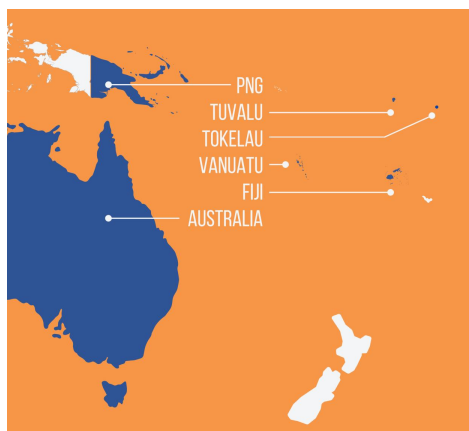 PNG
TUVALU
TOKELAU
VANUATU
FIJI
AUSTRALIA